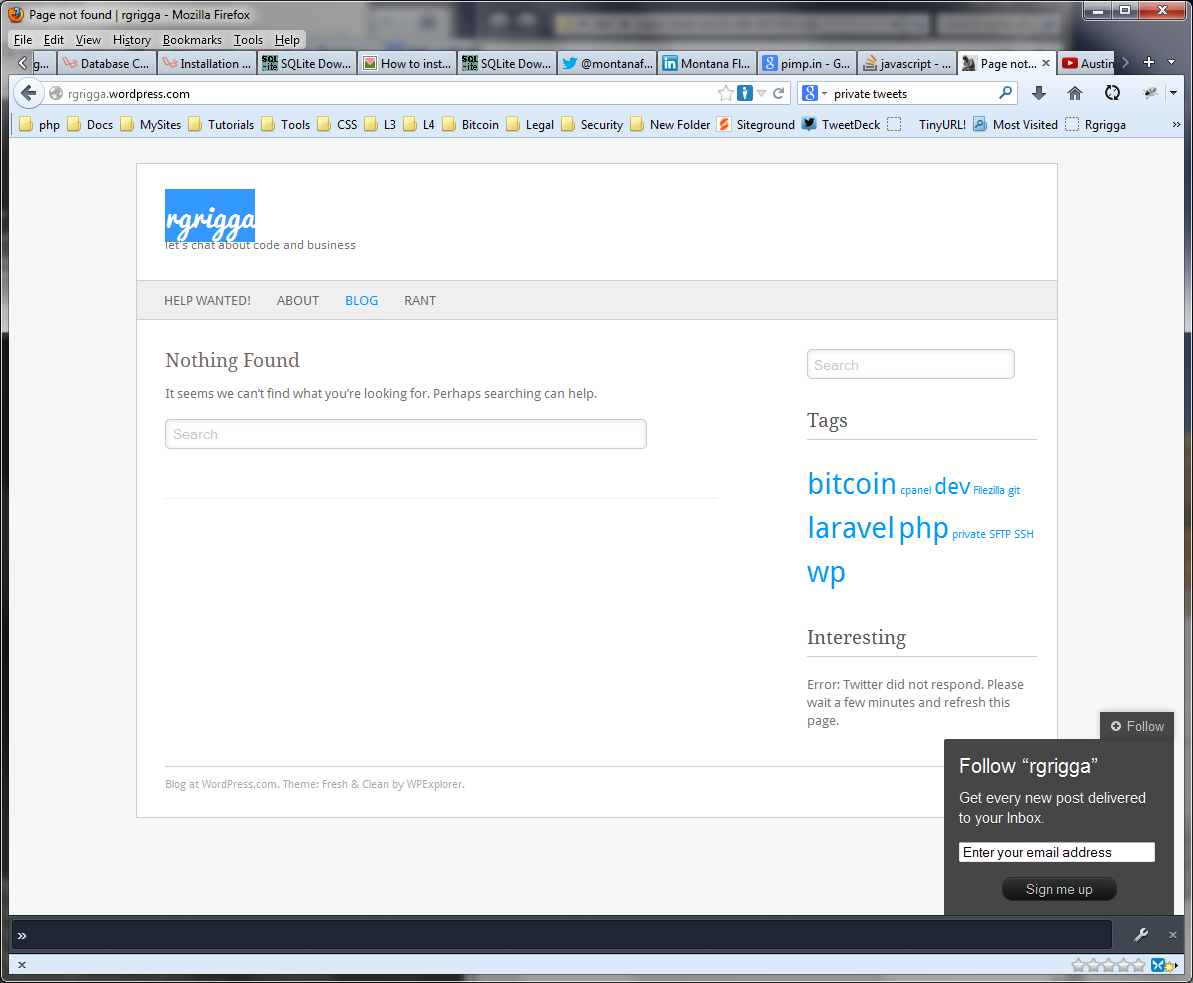 Page not found | rgrigga - Mozilla Firefox
File Edit View History Bookmarks Tools Help
g... Database C... Installation ... SQLite Dow... How to inst... SQLite Dow... @montanaf... Montana Fl... pimp.in - G... javascript - ... Page not... Austin
rgrigga.wordpress.com private tweets
php Docs MySites Tutorials Tools CSS L3 L4 Bitcoin Legal Security New Folder Siteground TweetDeck TinyURL! Most Visited Rgrigga »
rgrigga
let's chat about code and business
HELP WANTED! ABOUT BLOG RANT
Nothing Found
It seems we can't find what you're looking for. Perhaps searching can help.
Search
Search
Tags
bitcoin cpanel dev Filezilla git
laravel php private SFTP SSH
wp
Interesting
Error: Twitter did not respond. Please
wait a few minutes and refresh this
page.
Blog at WordPress.com. Theme: Fresh & Clean by WPExplorer.
Follow
Follow “rgrigga”
Get every new post delivered
to your Inbox.
Enter your email address
Sign me up
»